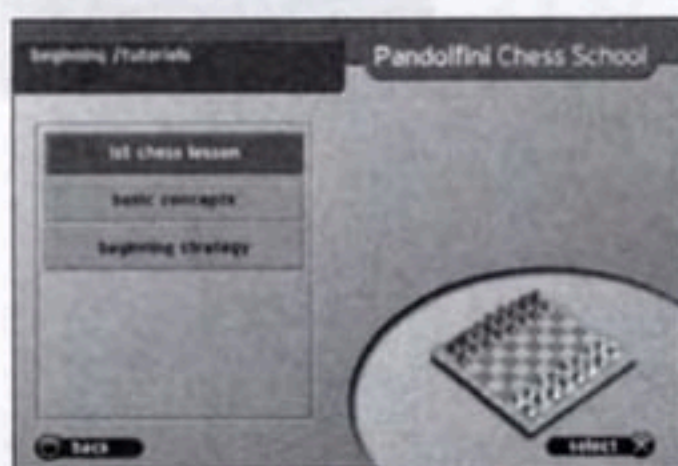 beginning /tutorials
Pandolfini Chess School
1st chess lesson
basic concepts
beginning strategy
back
select